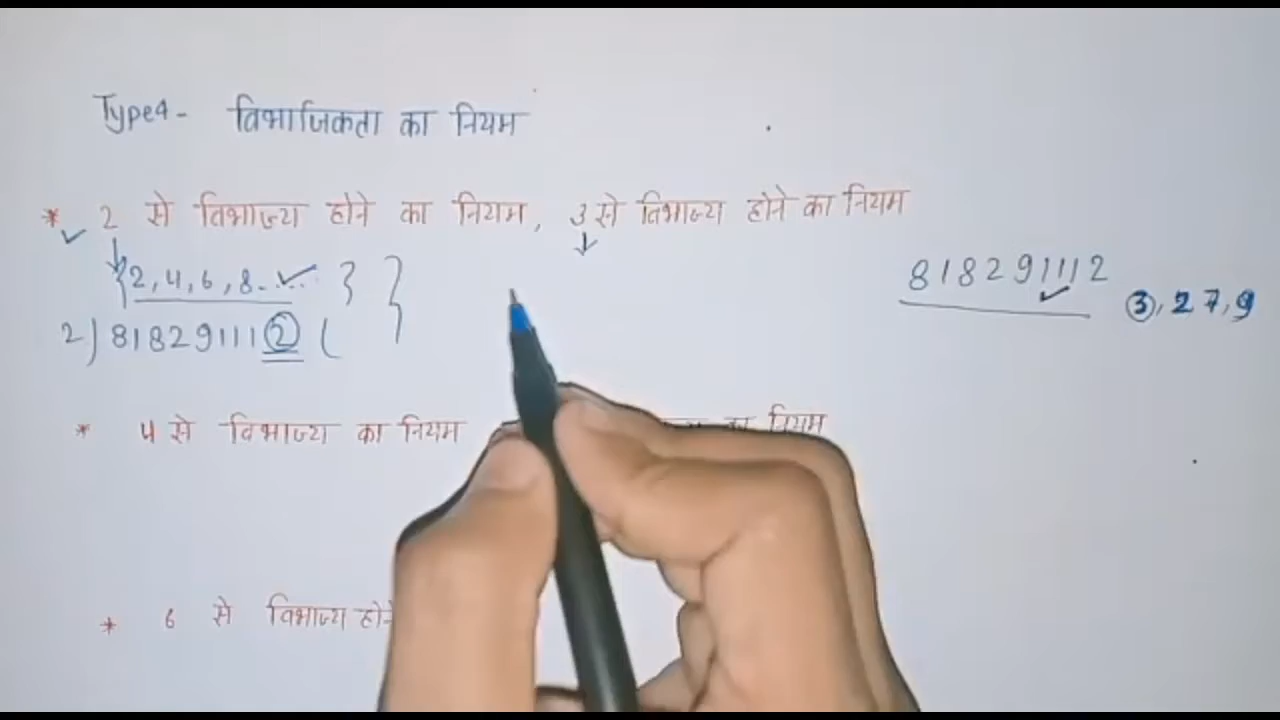 Type4- विभाजिकता का नियम
* 2 से विभाज्य होने का नियम, 3 से विभाज्य होने का नियम
{2, 4, 6, 8.....} }
818291112
2) 818291112 (
③, 27, 9
* 4 से विभाज्य का नियम का नियम
* 6 से विभाज्य होने